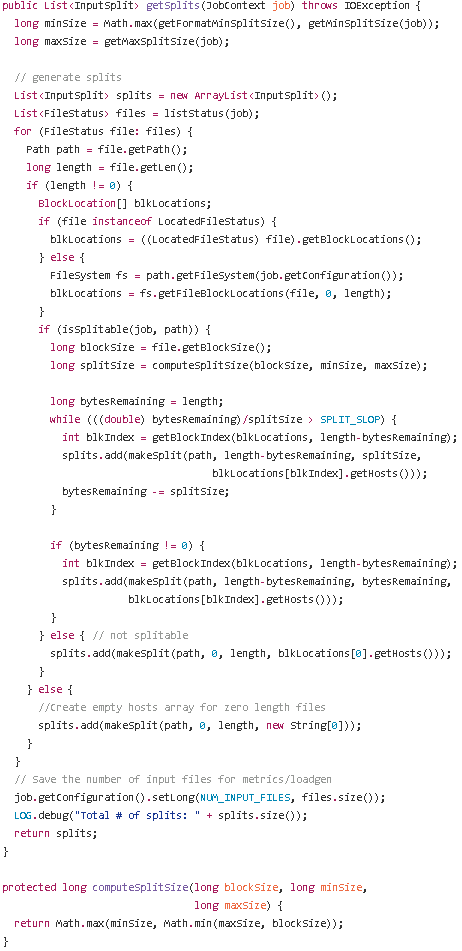 public List<InputSplit> getSplits(JobContext job) throws IOException {
  long minSize = Math.max(getFormatMinSplitSize(), getMinSplitSize(job));
  long maxSize = getMaxSplitSize(job);

  // generate splits
  List<InputSplit> splits = new ArrayList<InputSplit>();
  List<FileStatus> files = listStatus(job);
  for (FileStatus file: files) {
    Path path = file.getPath();
    long length = file.getLen();
    if (length != 0) {
      BlockLocation[] blkLocations;
      if (file instanceof LocatedFileStatus) {
        blkLocations = ((LocatedFileStatus) file).getBlockLocations();
      } else {
        FileSystem fs = path.getFileSystem(job.getConfiguration());
        blkLocations = fs.getFileBlockLocations(file, 0, length);
      }
      if (isSplitable(job, path)) {
        long blockSize = file.getBlockSize();
        long splitSize = computeSplitSize(blockSize, minSize, maxSize);

        long bytesRemaining = length;
        while (((double) bytesRemaining)/splitSize > SPLIT_SLOP) {
          int blkIndex = getBlockIndex(blkLocations, length-bytesRemaining);
          splits.add(makeSplit(path, length-bytesRemaining, splitSize,
                                   blkLocations[blkIndex].getHosts()));
          bytesRemaining -= splitSize;
        }

        if (bytesRemaining != 0) {
          int blkIndex = getBlockIndex(blkLocations, length-bytesRemaining);
          splits.add(makeSplit(path, length-bytesRemaining, bytesRemaining,
                     blkLocations[blkIndex].getHosts()));
        }
      } else { // not splitable
        splits.add(makeSplit(path, 0, length, blkLocations[0].getHosts()));
      }
    } else {
      //Create empty hosts array for zero length files
      splits.add(makeSplit(path, 0, length, new String[0]));
    }
  }
  // Save the number of input files for metrics/loadgen
  job.getConfiguration().setLong(NUM_INPUT_FILES, files.size());
  LOG.debug("Total # of splits: " + splits.size());
  return splits;
}

protected long computeSplitSize(long blockSize, long minSize,
                                long maxSize) {
  return Math.max(minSize, Math.min(maxSize, blockSize));
}